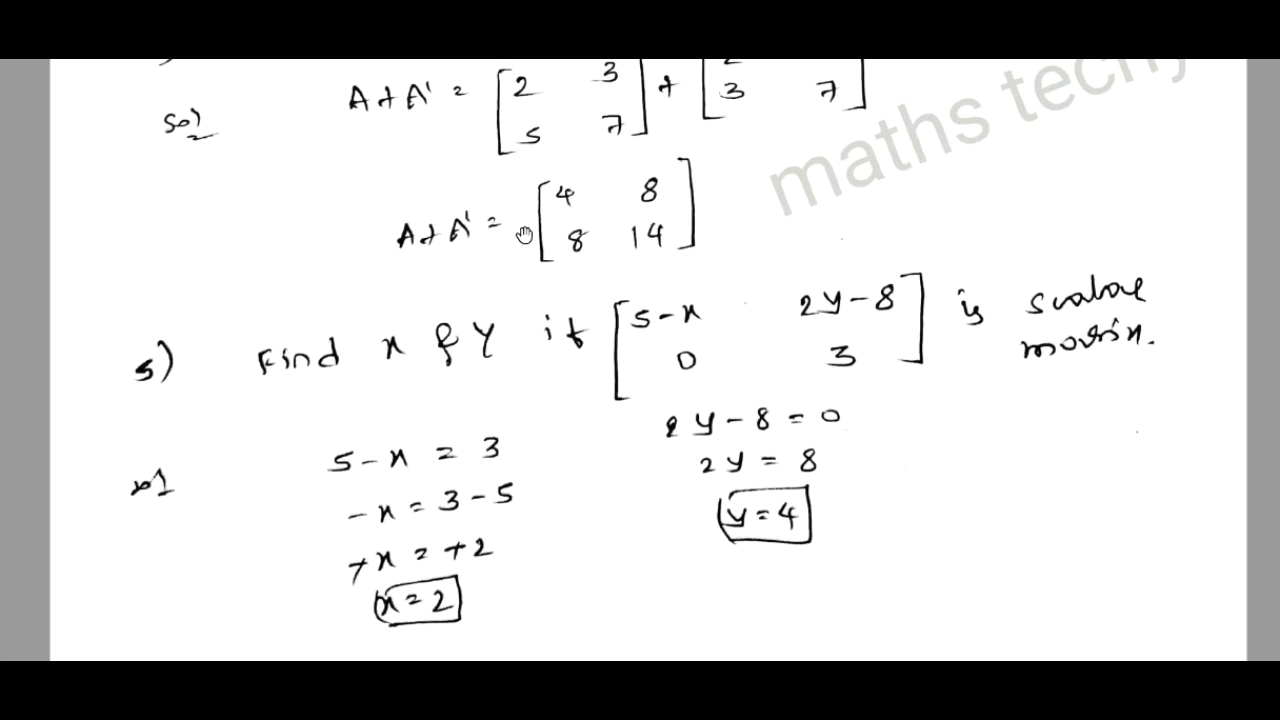 A+A' = [2 3 + [2
sol 5 7] 3 7]
maths techy
A+A' = [4 8
8 14]
5) Find x & y if [5-x 2y-8 is scalar
0 3] matrix.
5-x = 3 2y-8 = 0
sol -x = 3-5 2y = 8
+x = +2 y = 4
x = 2